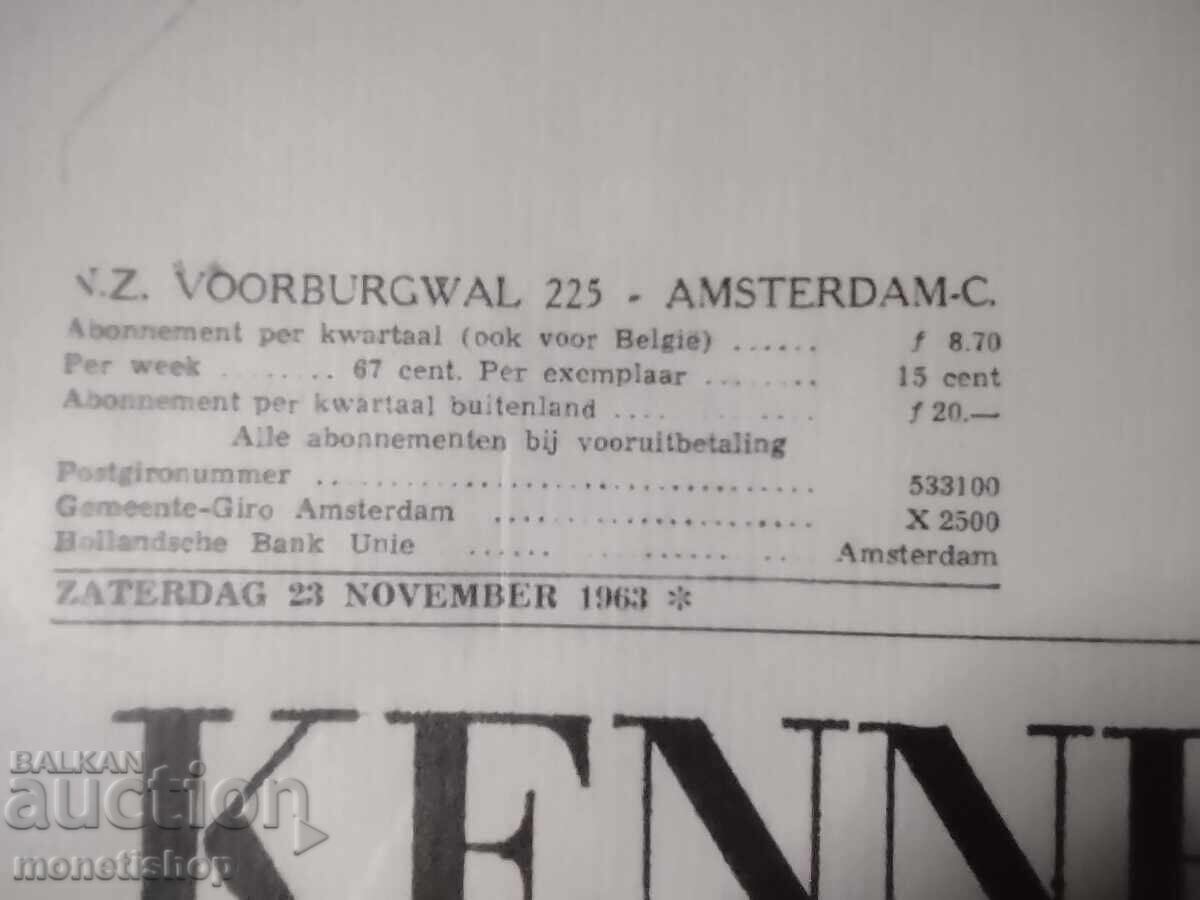 N.Z. VOORBURGWAL 225 - AMSTERDAM-C.
Abonnement per kwartaal (ook voor België) ...... f 8.70
Per week ........ 67 cent. Per exemplaar ........ 15 cent
Abonnement per kwartaal buitenland .... ...... f 20.—
Alle abonnementen bij vooruitbetaling
Postgironummer .................................. 533100
Gemeente-Giro Amsterdam ...................... X 2500
Hollandsche Bank Unie ...... .. ....... .. Amsterdam
ZATERDAG 23 NOVEMBER 1963 *
KENNE
BALKAN
auction
monetishop